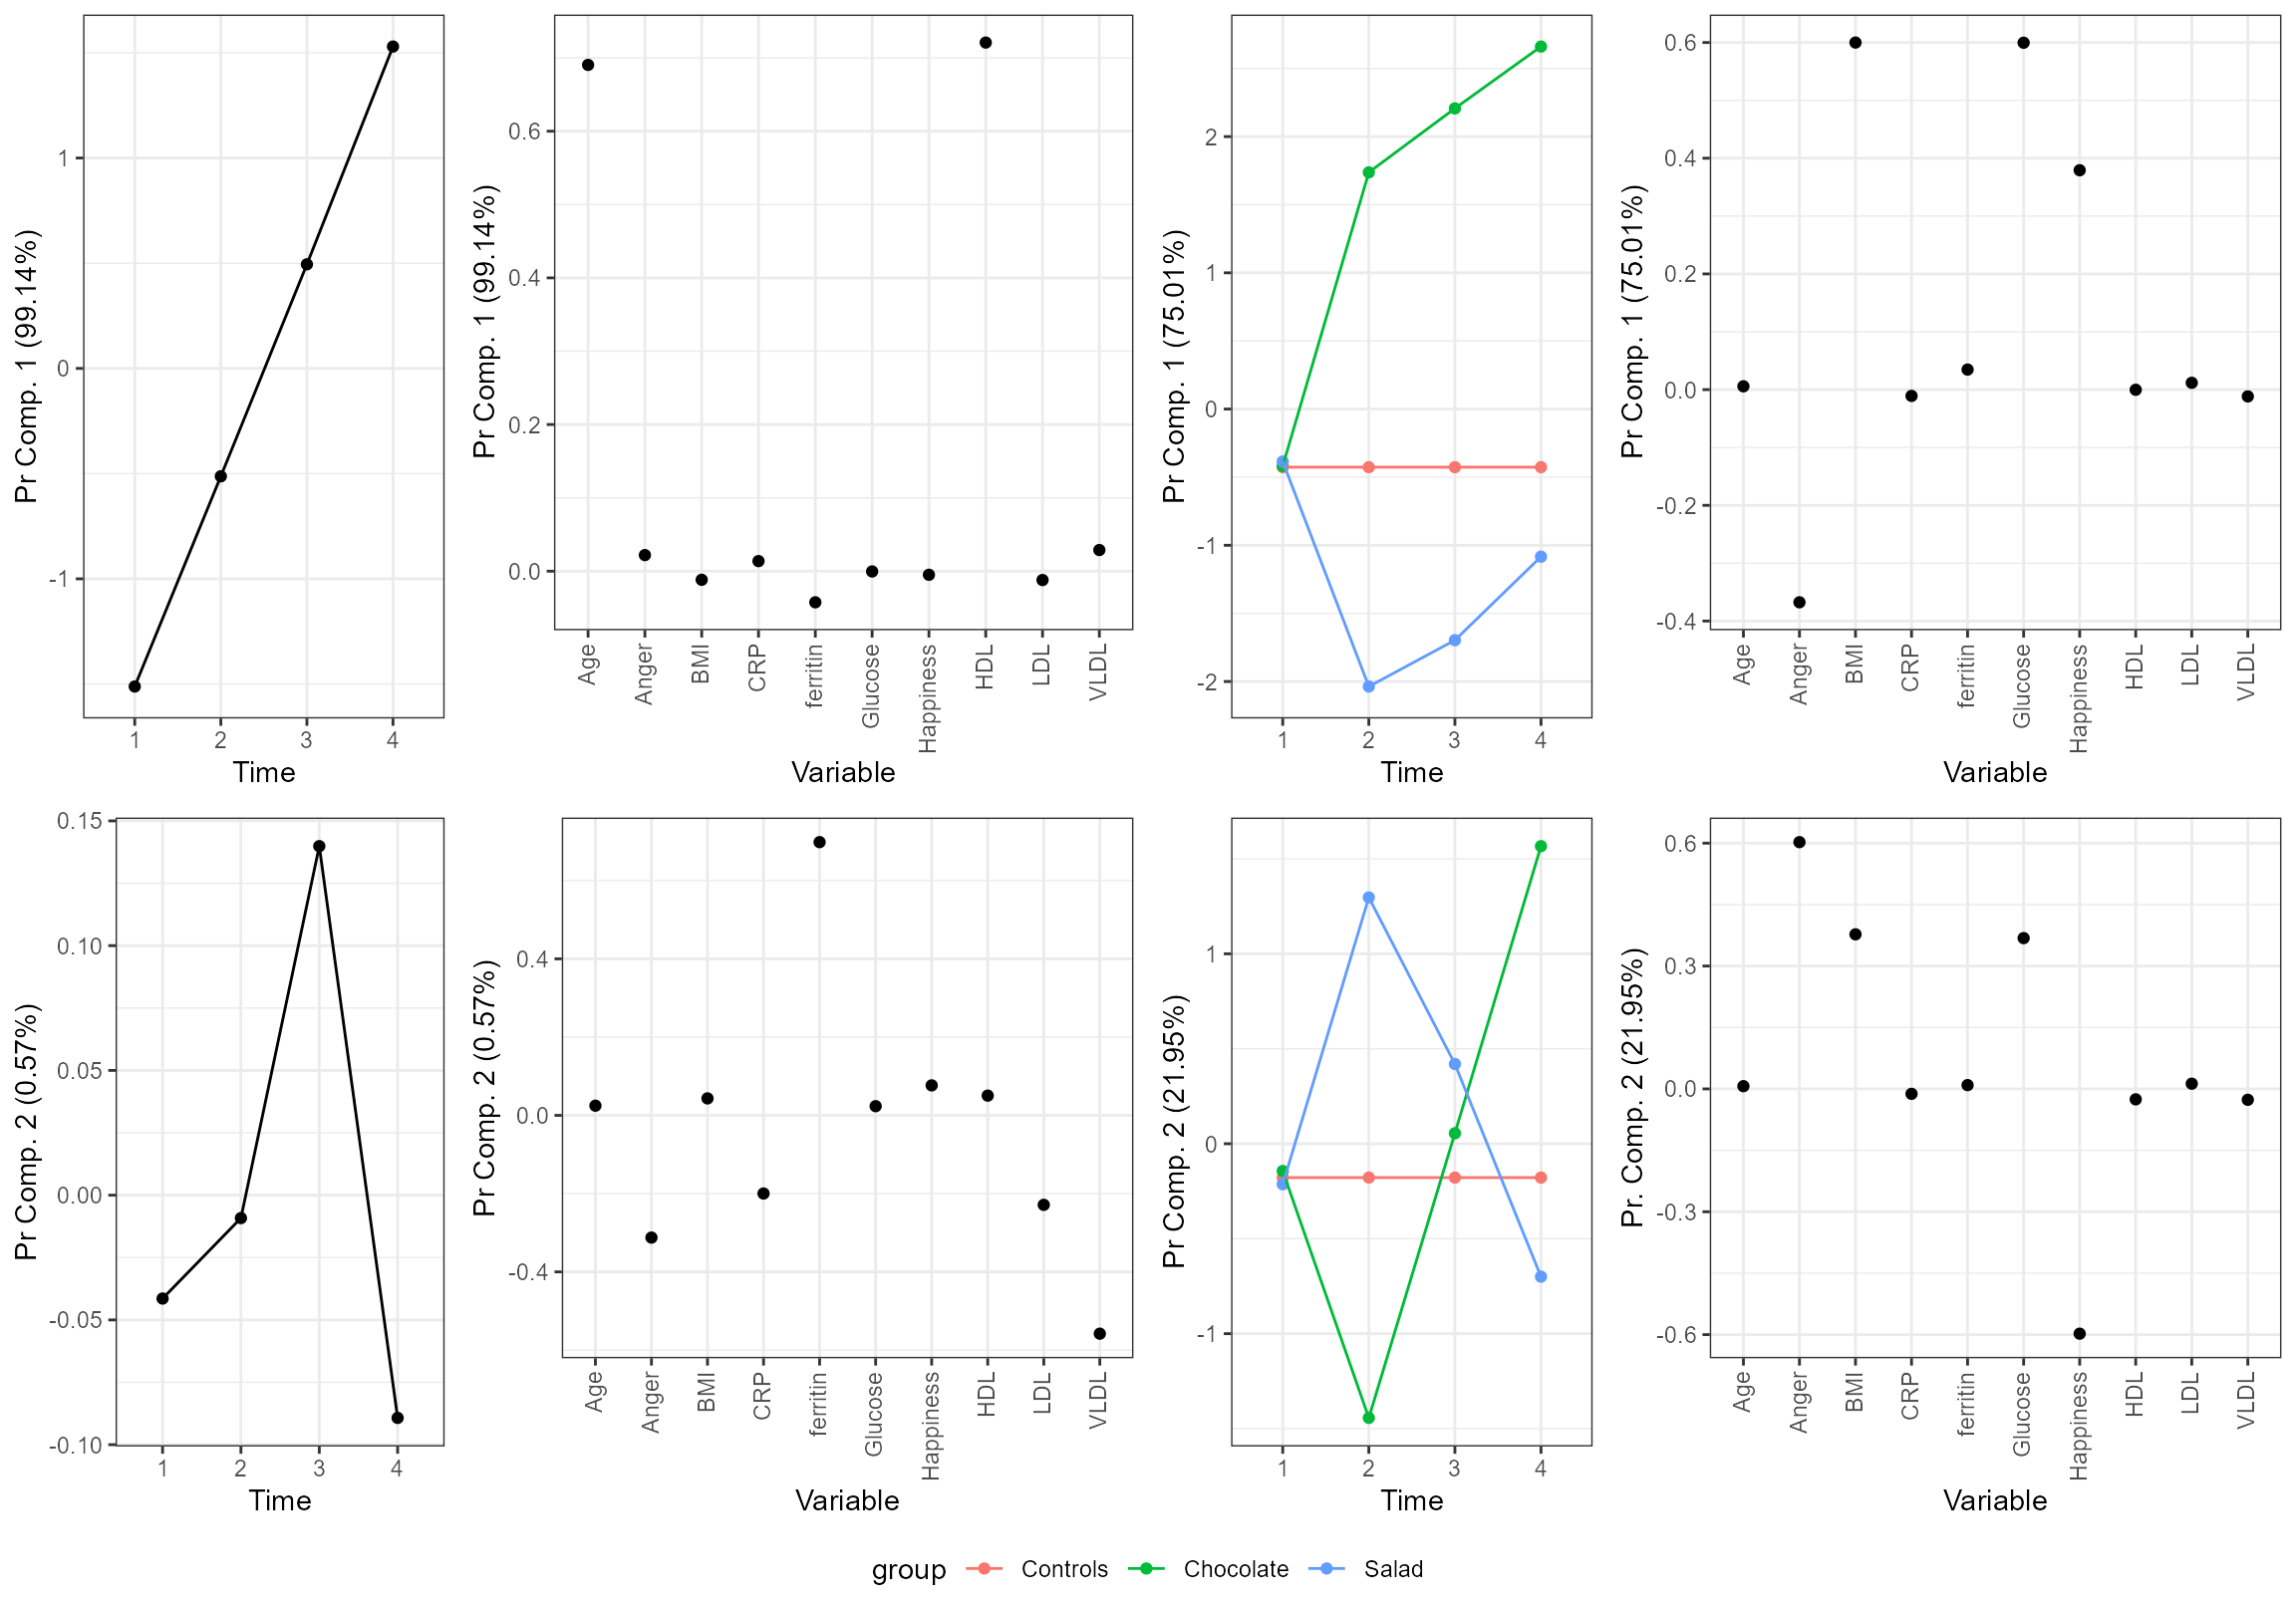 Pr Comp. 1 (99.14%)
1
0
-1
1 2 3 4
Time
Pr Comp. 1 (99.14%)
0.6
0.4
0.2
0.0
Age Anger BMI CRP ferritin Glucose Happiness HDL LDL VLDL
Variable
Pr Comp. 1 (75.01%)
2
1
0
-1
-2
1 2 3 4
Time
Pr Comp. 1 (75.01%)
0.6
0.4
0.2
0.0
-0.2
-0.4
Age Anger BMI CRP ferritin Glucose Happiness HDL LDL VLDL
Variable
Pr Comp. 2 (0.57%)
0.15
0.10
0.05
0.00
-0.05
-0.10
1 2 3 4
Time
Pr Comp. 2 (0.57%)
0.4
0.0
-0.4
Age Anger BMI CRP ferritin Glucose Happiness HDL LDL VLDL
Variable
Pr Comp. 2 (21.95%)
1
0
-1
1 2 3 4
Time
Pr. Comp. 2 (21.95%)
0.6
0.3
0.0
-0.3
-0.6
Age Anger BMI CRP ferritin Glucose Happiness HDL LDL VLDL
Variable
group Controls Chocolate Salad